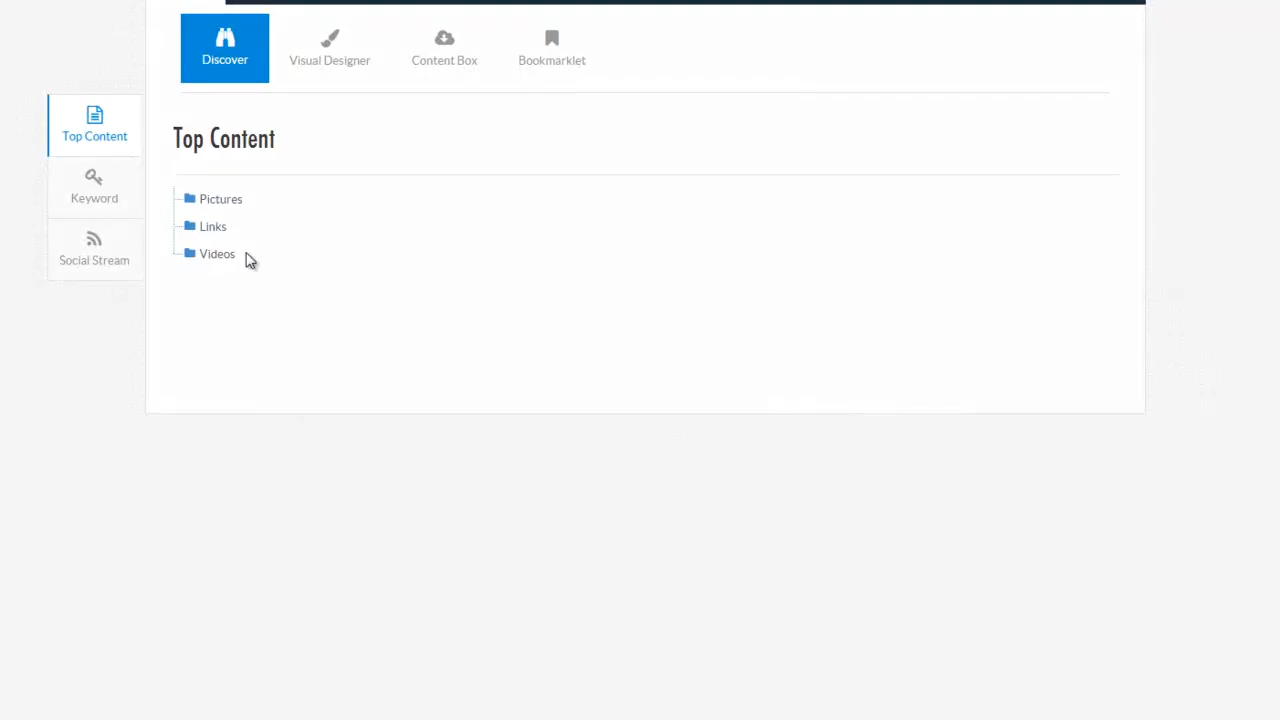 Discover
Visual Designer
Content Box
Bookmarklet
Top Content
Keyword
Social Stream
Top Content
Pictures
Links
Videos